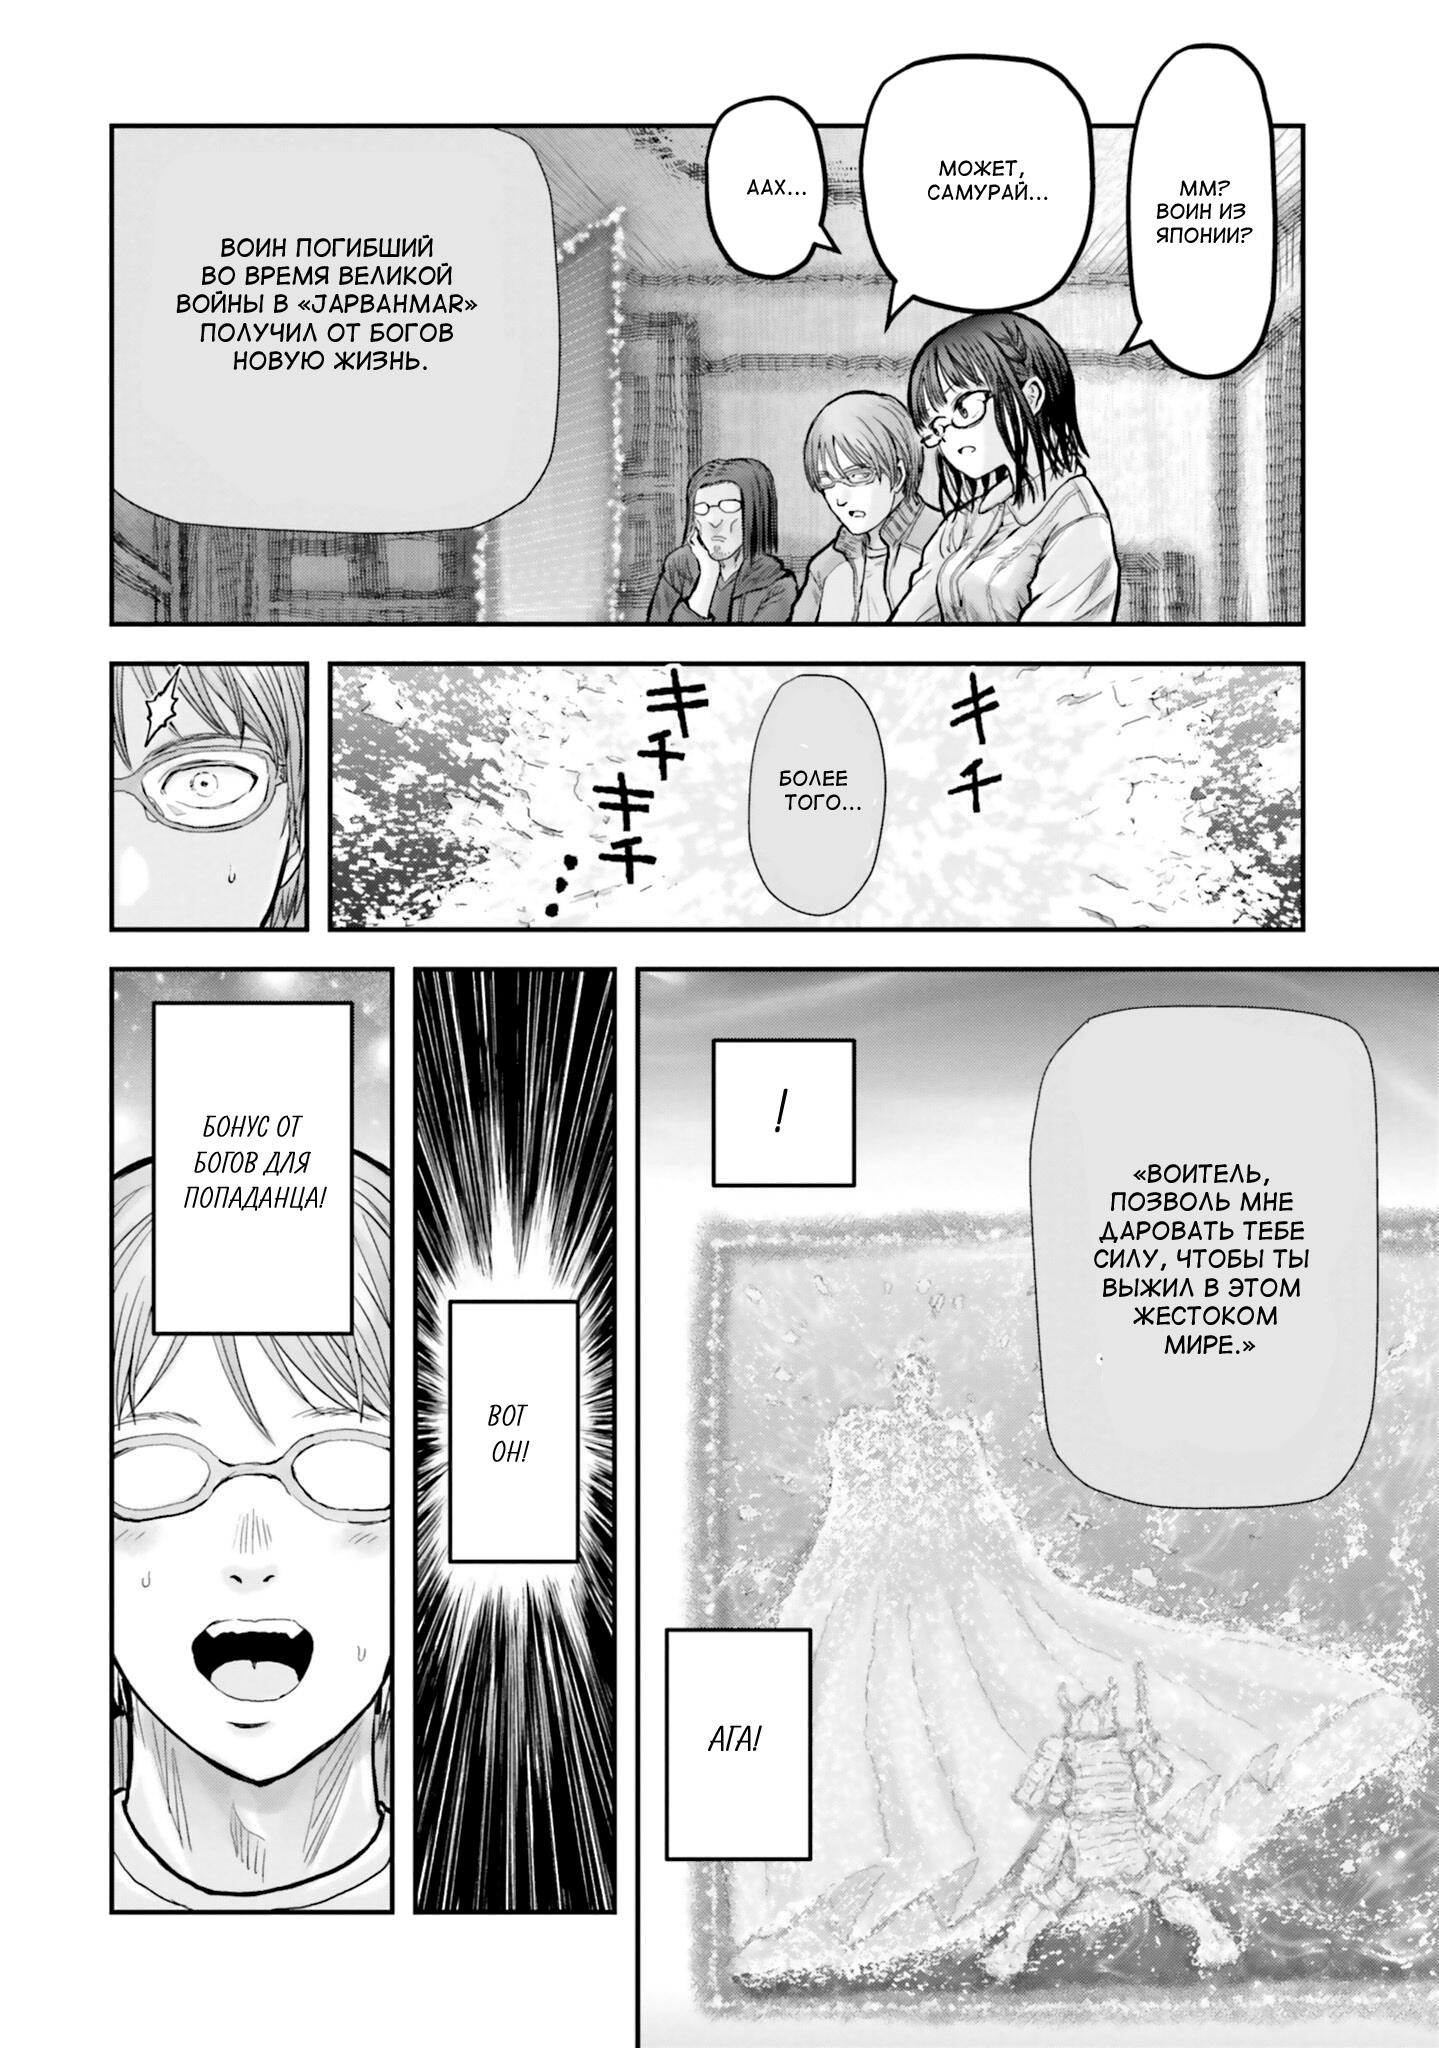 ММ?
ВОИН ИЗ
ЯПОНИИ?
МОЖЕТ,
САМУРАЙ...
ААХ...
ВОИН ПОГИБШИЙ
ВО ВРЕМЯ ВЕЛИКОЙ
ВОЙНЫ В «JAPBAHMAR»
ПОЛУЧИЛ ОТ БОГОВ
НОВУЮ ЖИЗНЬ.
キチ
БОЛЕЕ
ТОГО...
キチ
キチ...
«ВОИТЕЛЬ,
ПОЗВОЛЬ МНЕ
ДАРОВАТЬ ТЕБЕ
СИЛУ, ЧТОБЫ ТЫ
ВЫЖИЛ В ЭТОМ
ЖЕСТОКОМ
МИРЕ.»
!
АГА!
ВОТ
ОН!
БОНУС ОТ
БОГОВ ДЛЯ
ПОПАДАНЦА!